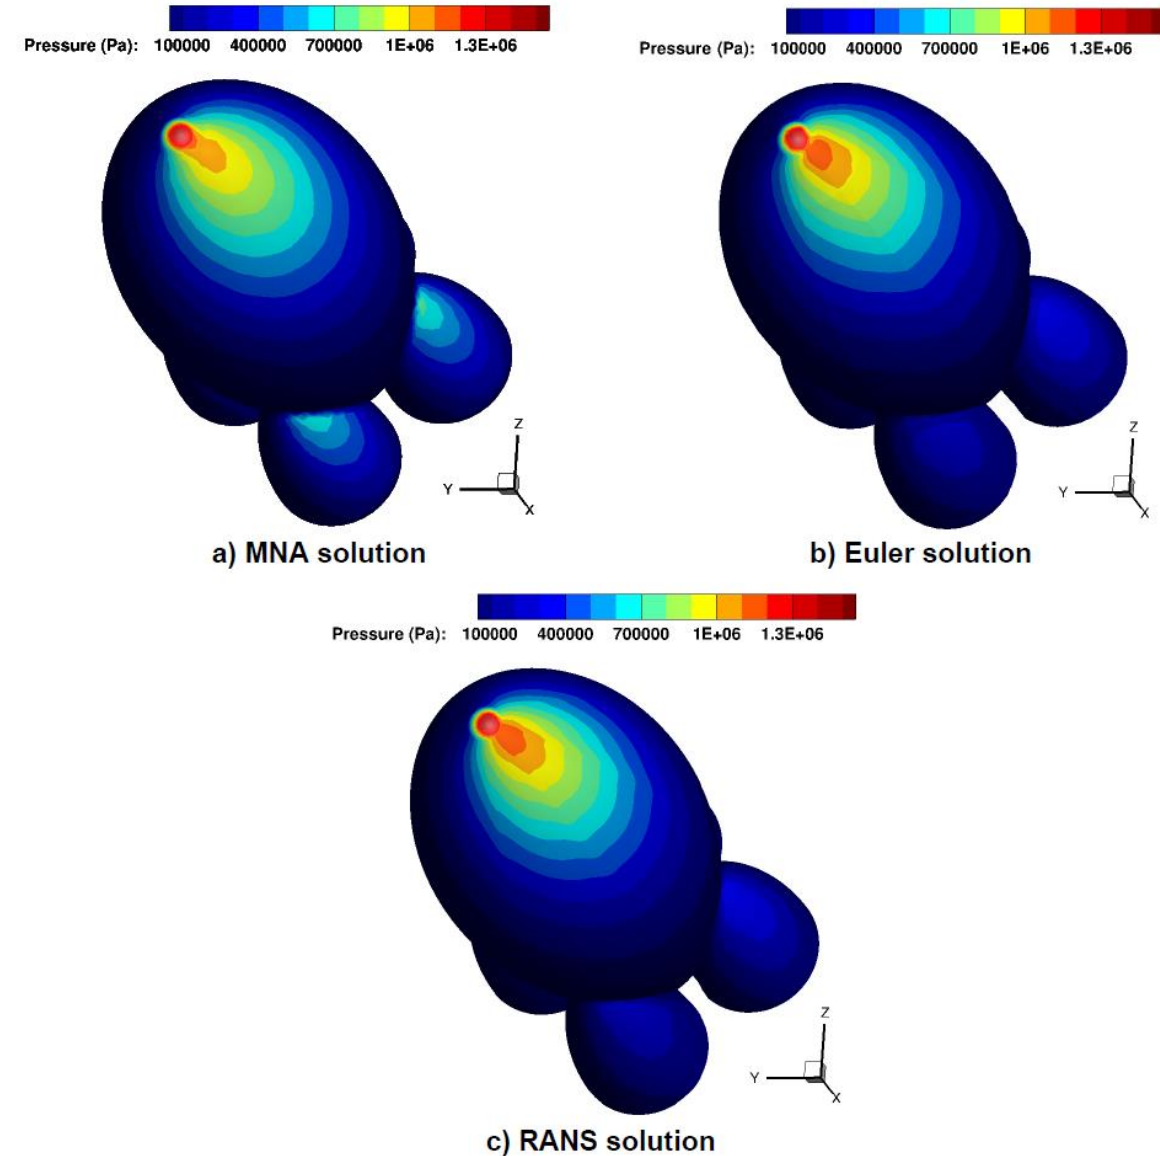 Pressure (Pa): 100000 400000 700000 1E+06 1.3E+06
Z
Y
X
a) MNA solution
Pressure (Pa): 100000 400000 700000 1E+06 1.3E+06
Z
Y
X
b) Euler solution
Pressure (Pa): 100000 400000 700000 1E+06 1.3E+06
Z
Y
X
c) RANS solution